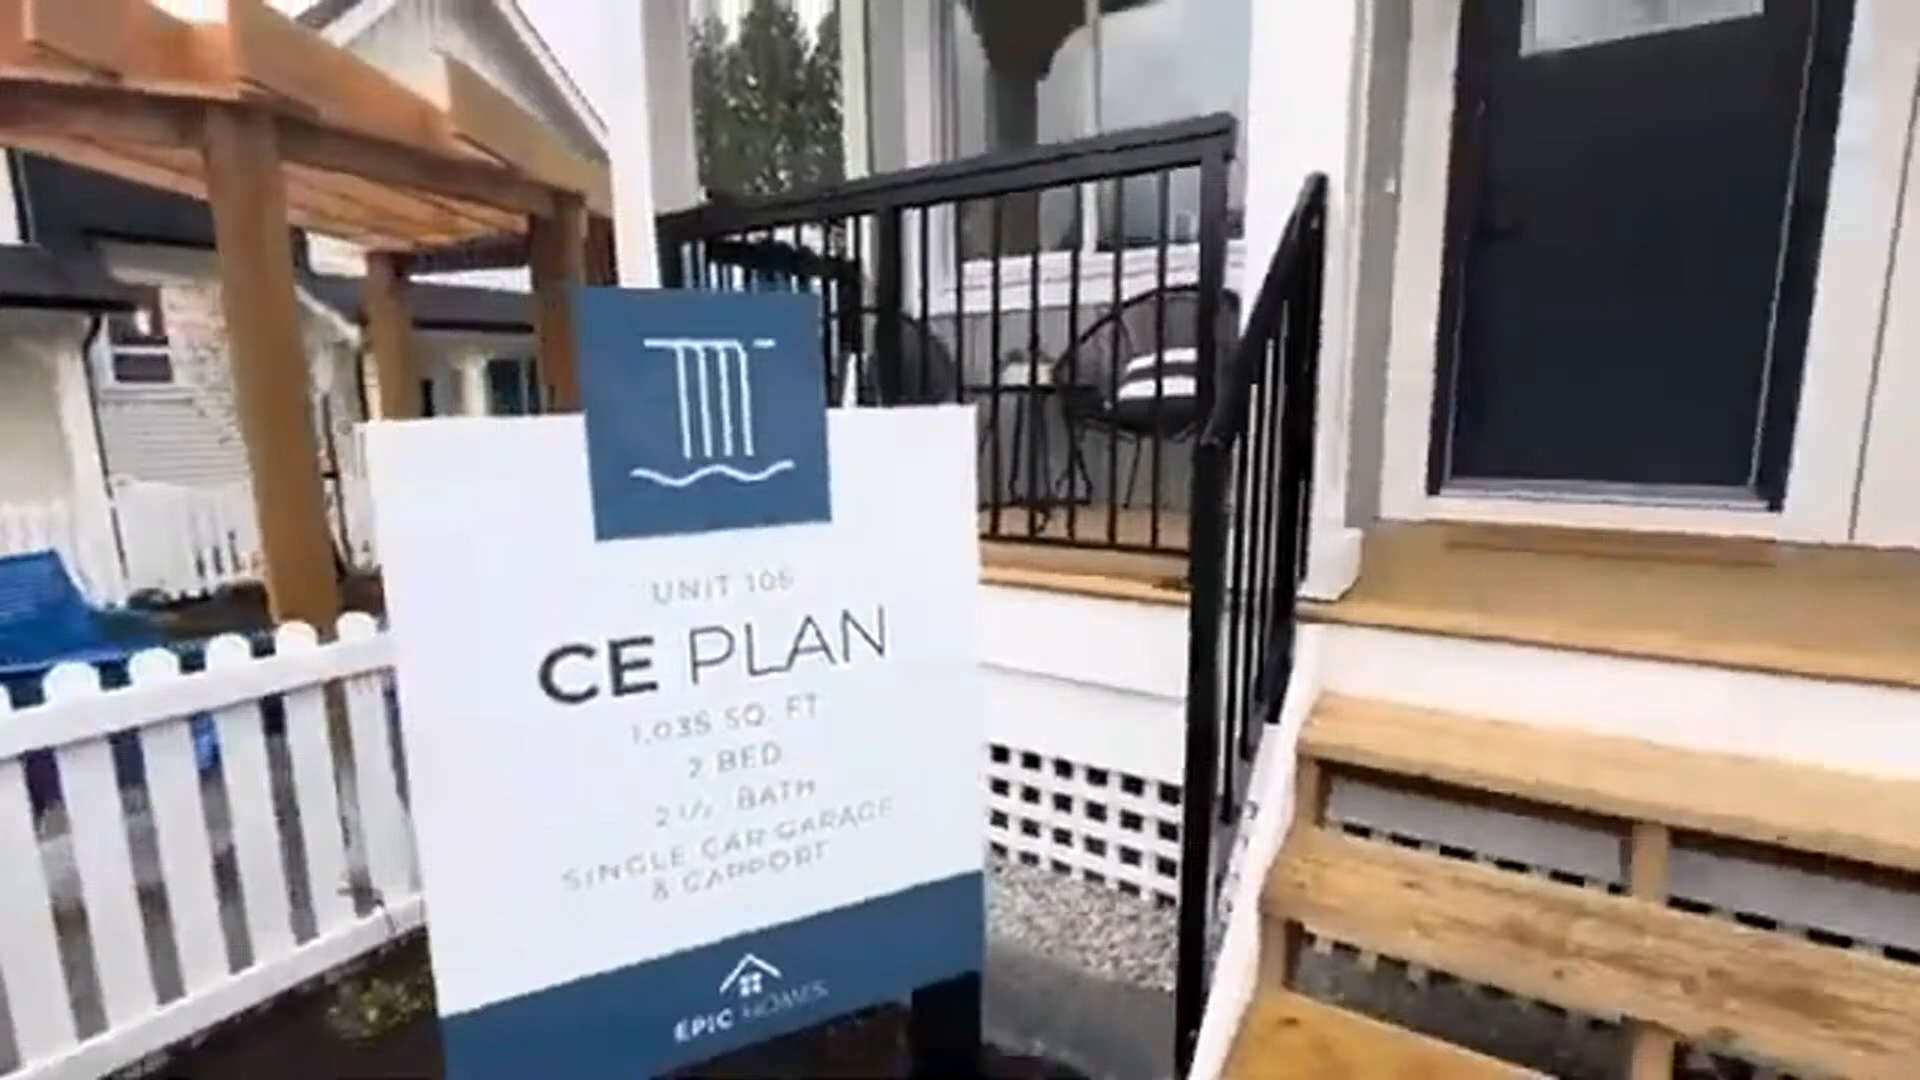 UNIT 106
CE PLAN
1,035 SQ. FT
2 BED
2 1/2 BATH
SINGLE CAR GARAGE
& CARPORT
EPIC HOMES